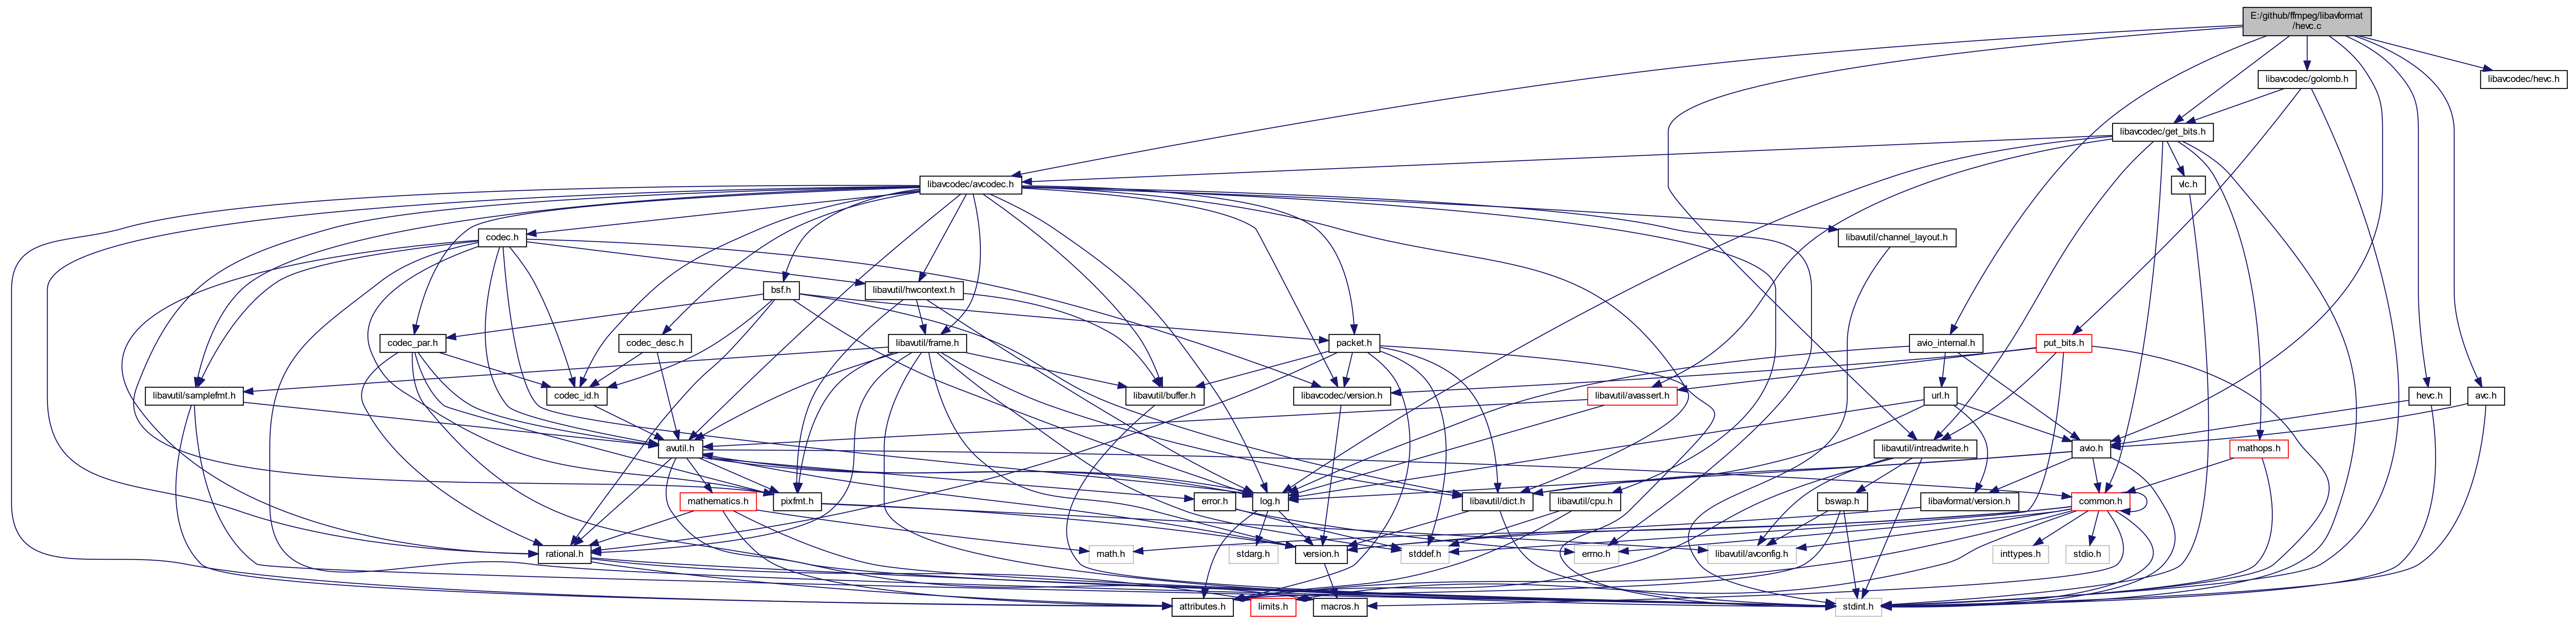 E:/github/ffmpeg/libavformat
/hevc.c
libavcodec/golomb.h
libavcodec/hevc.h
libavcodec/get_bits.h
libavcodec/avcodec.h
vlc.h
codec.h
libavutil/channel_layout.h
bsf.h
libavutil/hwcontext.h
codec_par.h
codec_desc.h
libavutil/frame.h
packet.h
avio_internal.h
put_bits.h
libavutil/samplefmt.h
codec_id.h
libavutil/buffer.h
libavcodec/version.h
libavutil/avassert.h
url.h
hevc.h
avc.h
avutil.h
libavutil/intreadwrite.h
avio.h
mathops.h
mathematics.h
pixfmt.h
error.h
log.h
libavutil/dict.h
libavutil/cpu.h
bswap.h
libavformat/version.h
common.h
rational.h
math.h
stdarg.h
version.h
stddef.h
errno.h
libavutil/avconfig.h
inttypes.h
stdio.h
attributes.h
limits.h
macros.h
stdint.h